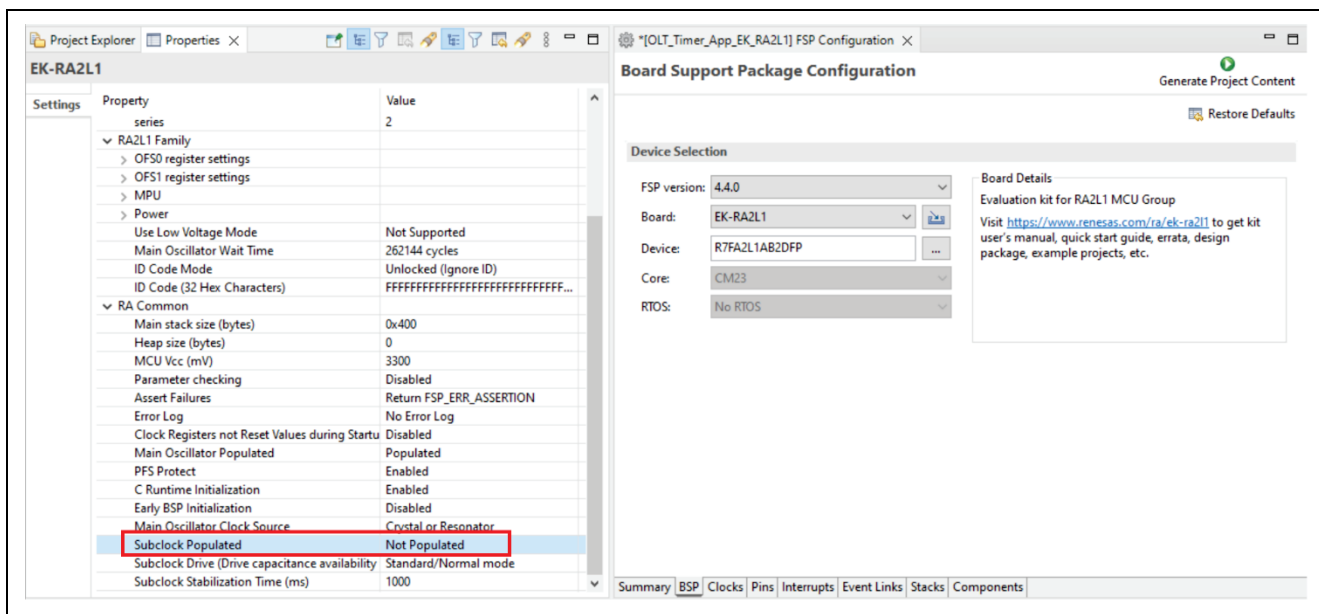 Project Explorer Properties
EK-RA2L1
Settings
Property Value
series 2
RA2L1 Family
OFS0 register settings
OFS1 register settings
MPU
Power
Use Low Voltage Mode Not Supported
Main Oscillator Wait Time 262144 cycles
ID Code Mode Unlocked (Ignore ID)
ID Code (32 Hex Characters) FFFFFFFFFFFFFFFFFFFFFFFFFFFFF...
RA Common
Main stack size (bytes) 0x400
Heap size (bytes) 0
MCU Vcc (mV) 3300
Parameter checking Disabled
Assert Failures Return FSP_ERR_ASSERTION
Error Log No Error Log
Clock Registers not Reset Values during Startu Disabled
Main Oscillator Populated Populated
PFS Protect Enabled
C Runtime Initialization Enabled
Early BSP Initialization Disabled
Main Oscillator Clock Source Crystal or Resonator
Subclock Populated Not Populated
Subclock Drive (Drive capacitance availability Standard/Normal mode
Subclock Stabilization Time (ms) 1000
*[OLT_Timer_App_EK_RA2L1] FSP Configuration
Board Support Package Configuration
Generate Project Content
Restore Defaults
Device Selection
FSP version: 4.4.0
Board: EK-RA2L1
Device: R7FA2L1AB2DFP ...
Core: CM23
RTOS: No RTOS
Board Details
Evaluation kit for RA2L1 MCU Group
Visit https://www.renesas.com/ra/ek-ra2l1 to get kit
user's manual, quick start guide, errata, design
package, example projects, etc.
Summary BSP Clocks Pins Interrupts Event Links Stacks Components